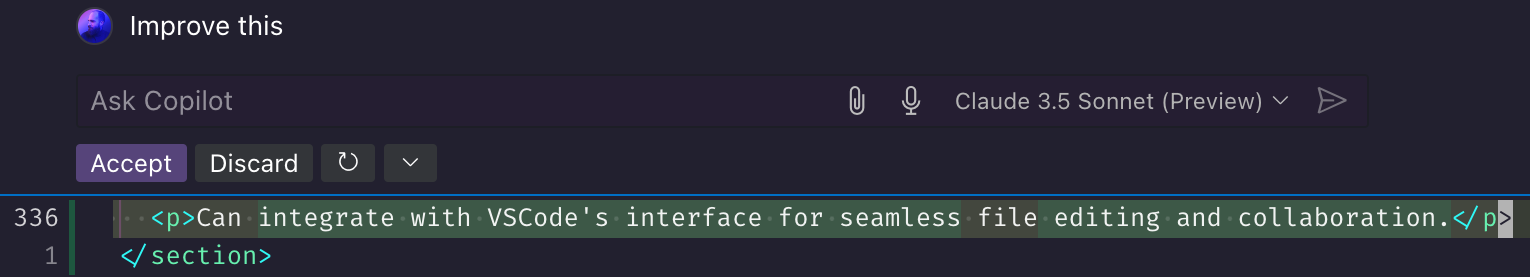 Improve this
Ask Copilot
Claude 3.5 Sonnet (Preview)
Accept Discard
336 <p>Can integrate with VSCode's interface for seamless file editing and collaboration.</p>
1 </section>